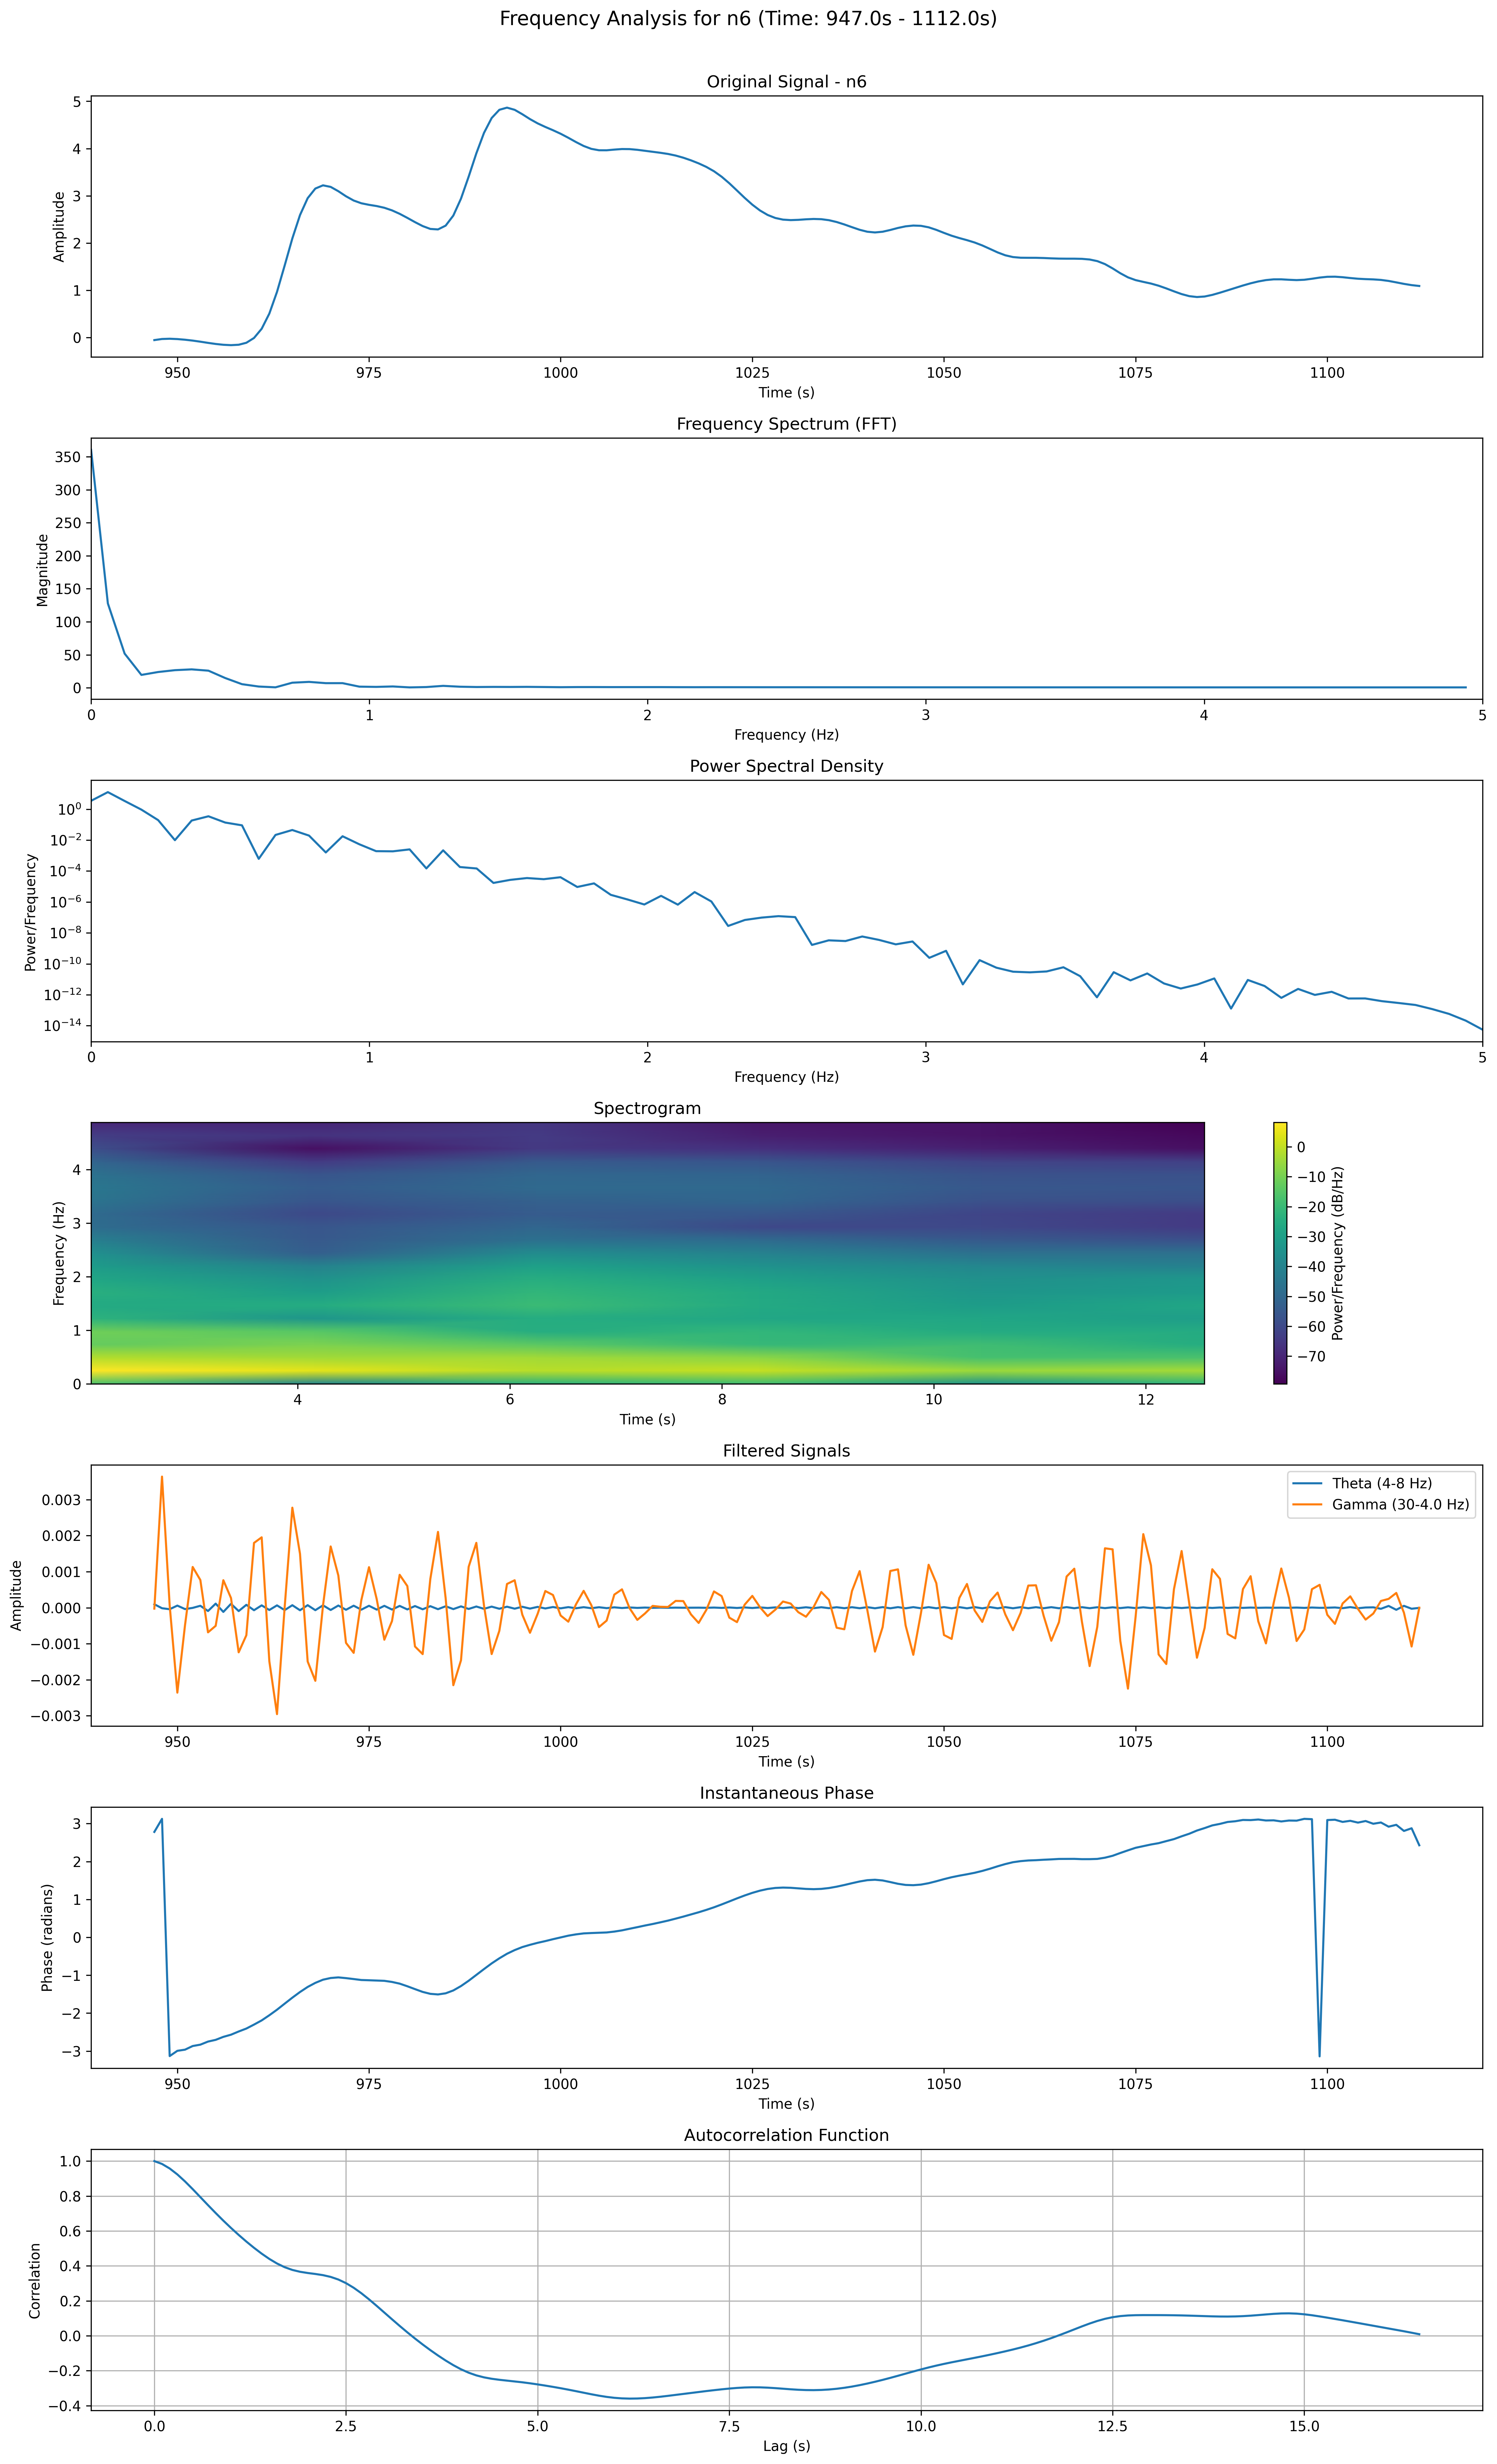 Frequency Analysis for n6 (Time: 947.0s - 1112.0s)
Original Signal - n6
Amplitude
5
4
3
2
1
0
950 975 1000 1025 1050 1075 1100
Time (s)
Frequency Spectrum (FFT)
Magnitude
350
300
250
200
150
100
50
0
0 1 2 3 4 5
Frequency (Hz)
Power Spectral Density
Power/Frequency
10⁰
10⁻²
10⁻⁴
10⁻⁶
10⁻⁸
10⁻¹⁰
10⁻¹²
10⁻¹⁴
0 1 2 3 4 5
Frequency (Hz)
Spectrogram
Frequency (Hz)
4
3
2
1
0
4 6 8 10 12
Time (s)
0
−10
−20
−30
−40
−50
−60
−70
Power/Frequency (dB/Hz)
Filtered Signals
Theta (4-8 Hz)
Gamma (30-4.0 Hz)
Amplitude
0.003
0.002
0.001
0.000
−0.001
−0.002
−0.003
950 975 1000 1025 1050 1075 1100
Time (s)
Instantaneous Phase
Phase (radians)
3
2
1
0
−1
−2
−3
950 975 1000 1025 1050 1075 1100
Time (s)
Autocorrelation Function
Correlation
1.0
0.8
0.6
0.4
0.2
0.0
−0.2
−0.4
0.0 2.5 5.0 7.5 10.0 12.5 15.0
Lag (s)